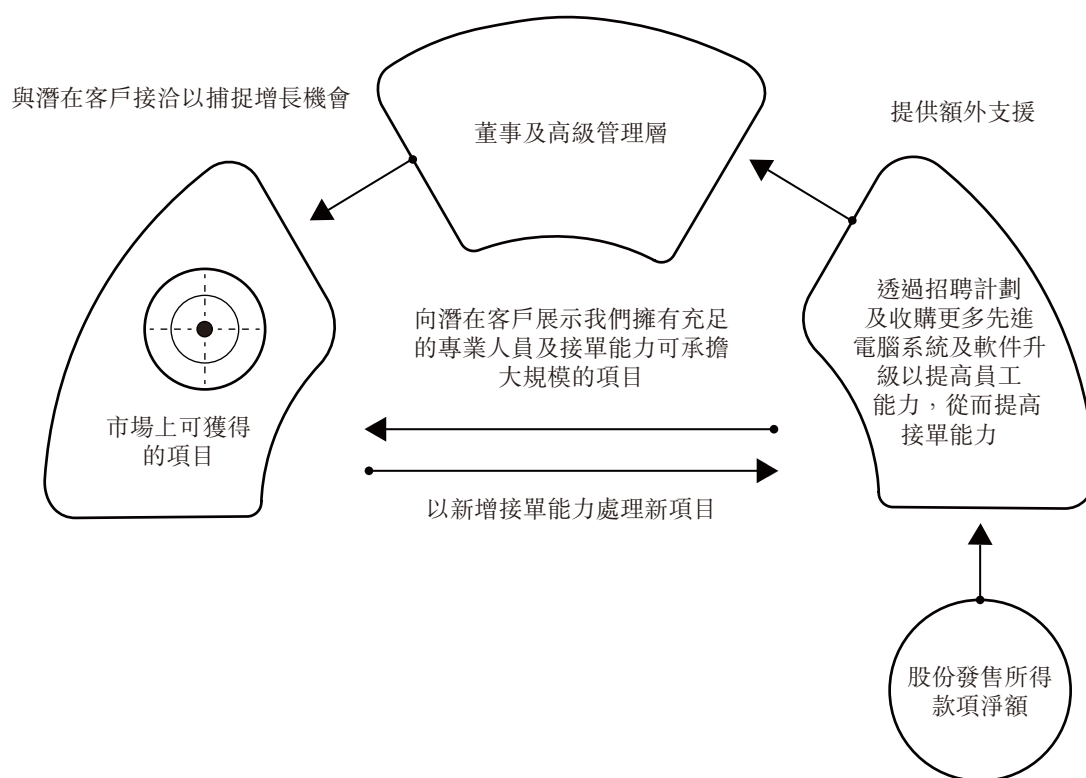 與潛在客戶接洽以捕捉增長機會
董事及高級管理層
提供額外支援
向潛在客戶展示我們擁有充足
的專業人員及接單能力可承擔
大規模的項目
透過招聘計劃
及收購更多先進
電腦系統及軟件升
級以提高員工
能力，從而提高
接單能力
市場上可獲得
的項目
以新增接單能力處理新項目
股份發售所得
款項淨額